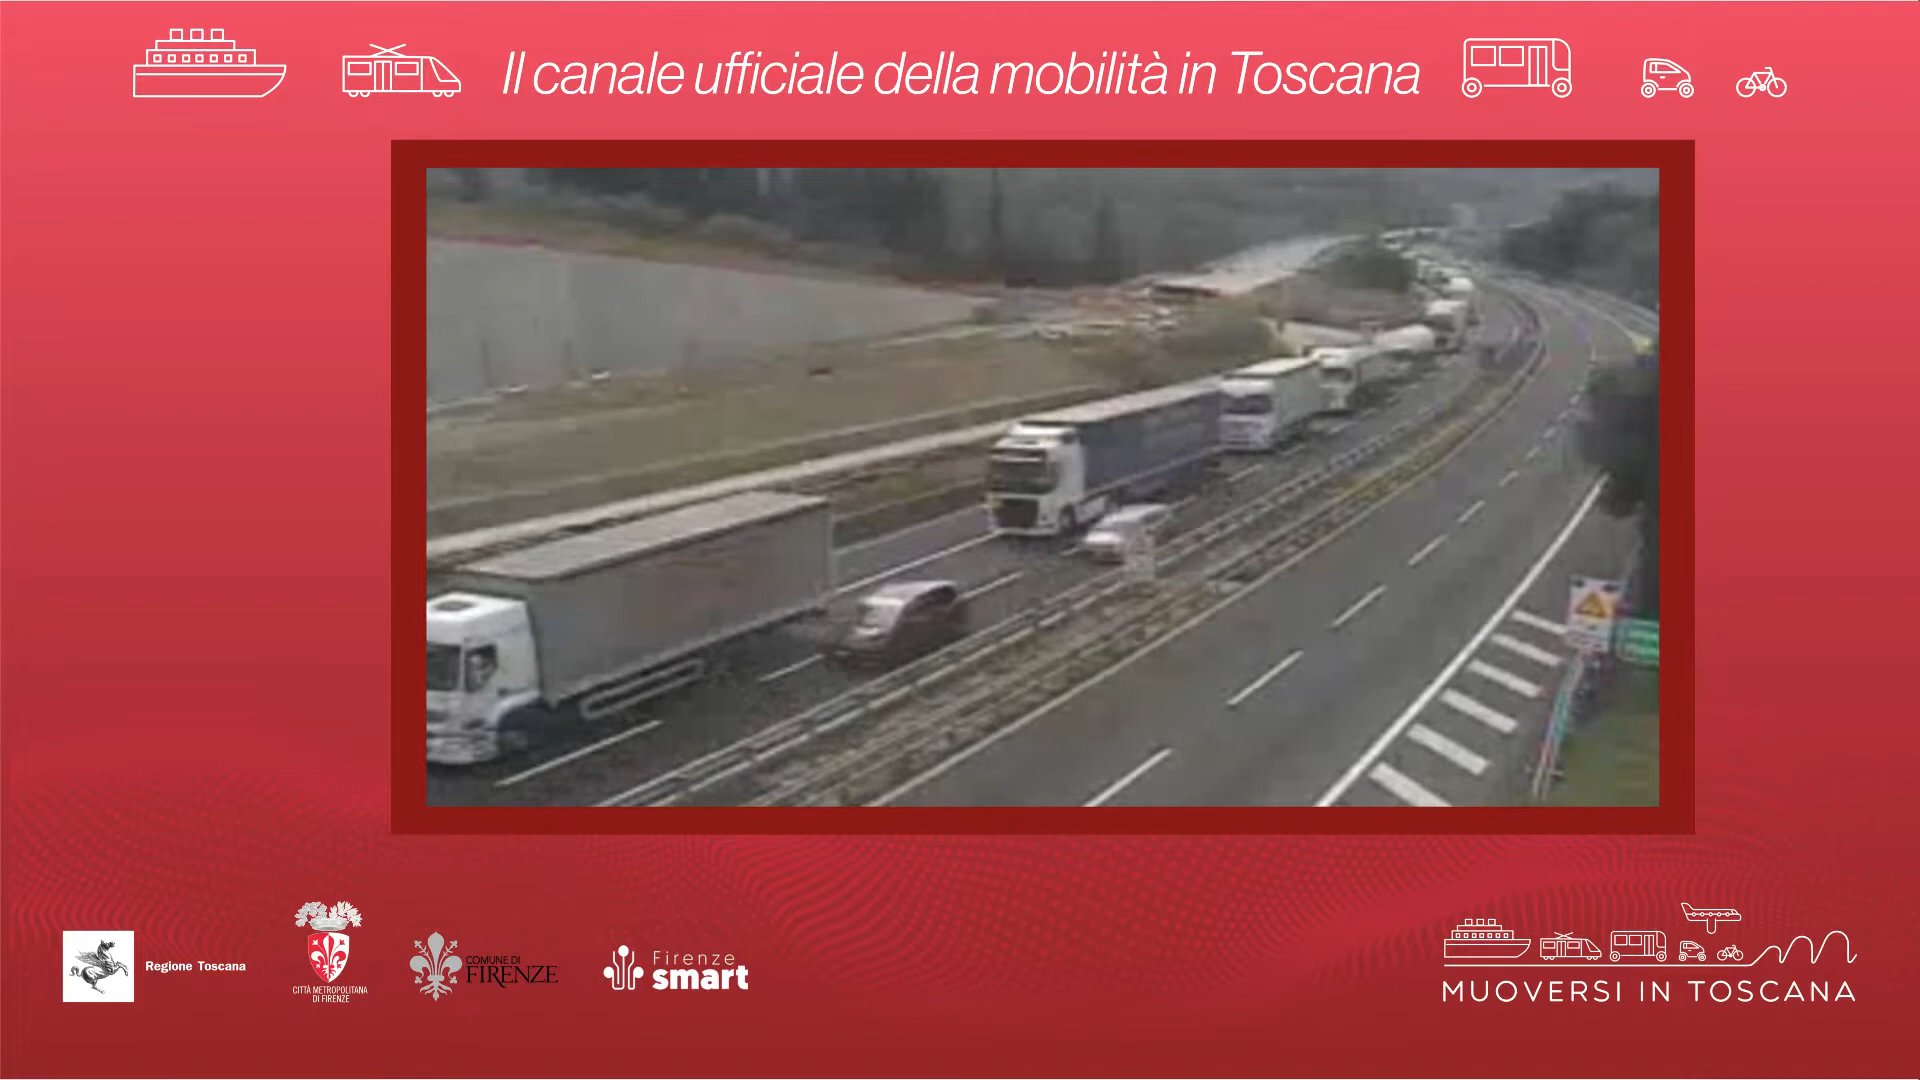 Il canale ufficiale della mobilità in Toscana
Regione Toscana
CITTÀ METROPOLITANA
DI FIRENZE
COMUNE DI
FIRENZE
Firenze
smart
MUOVERSI IN TOSCANA